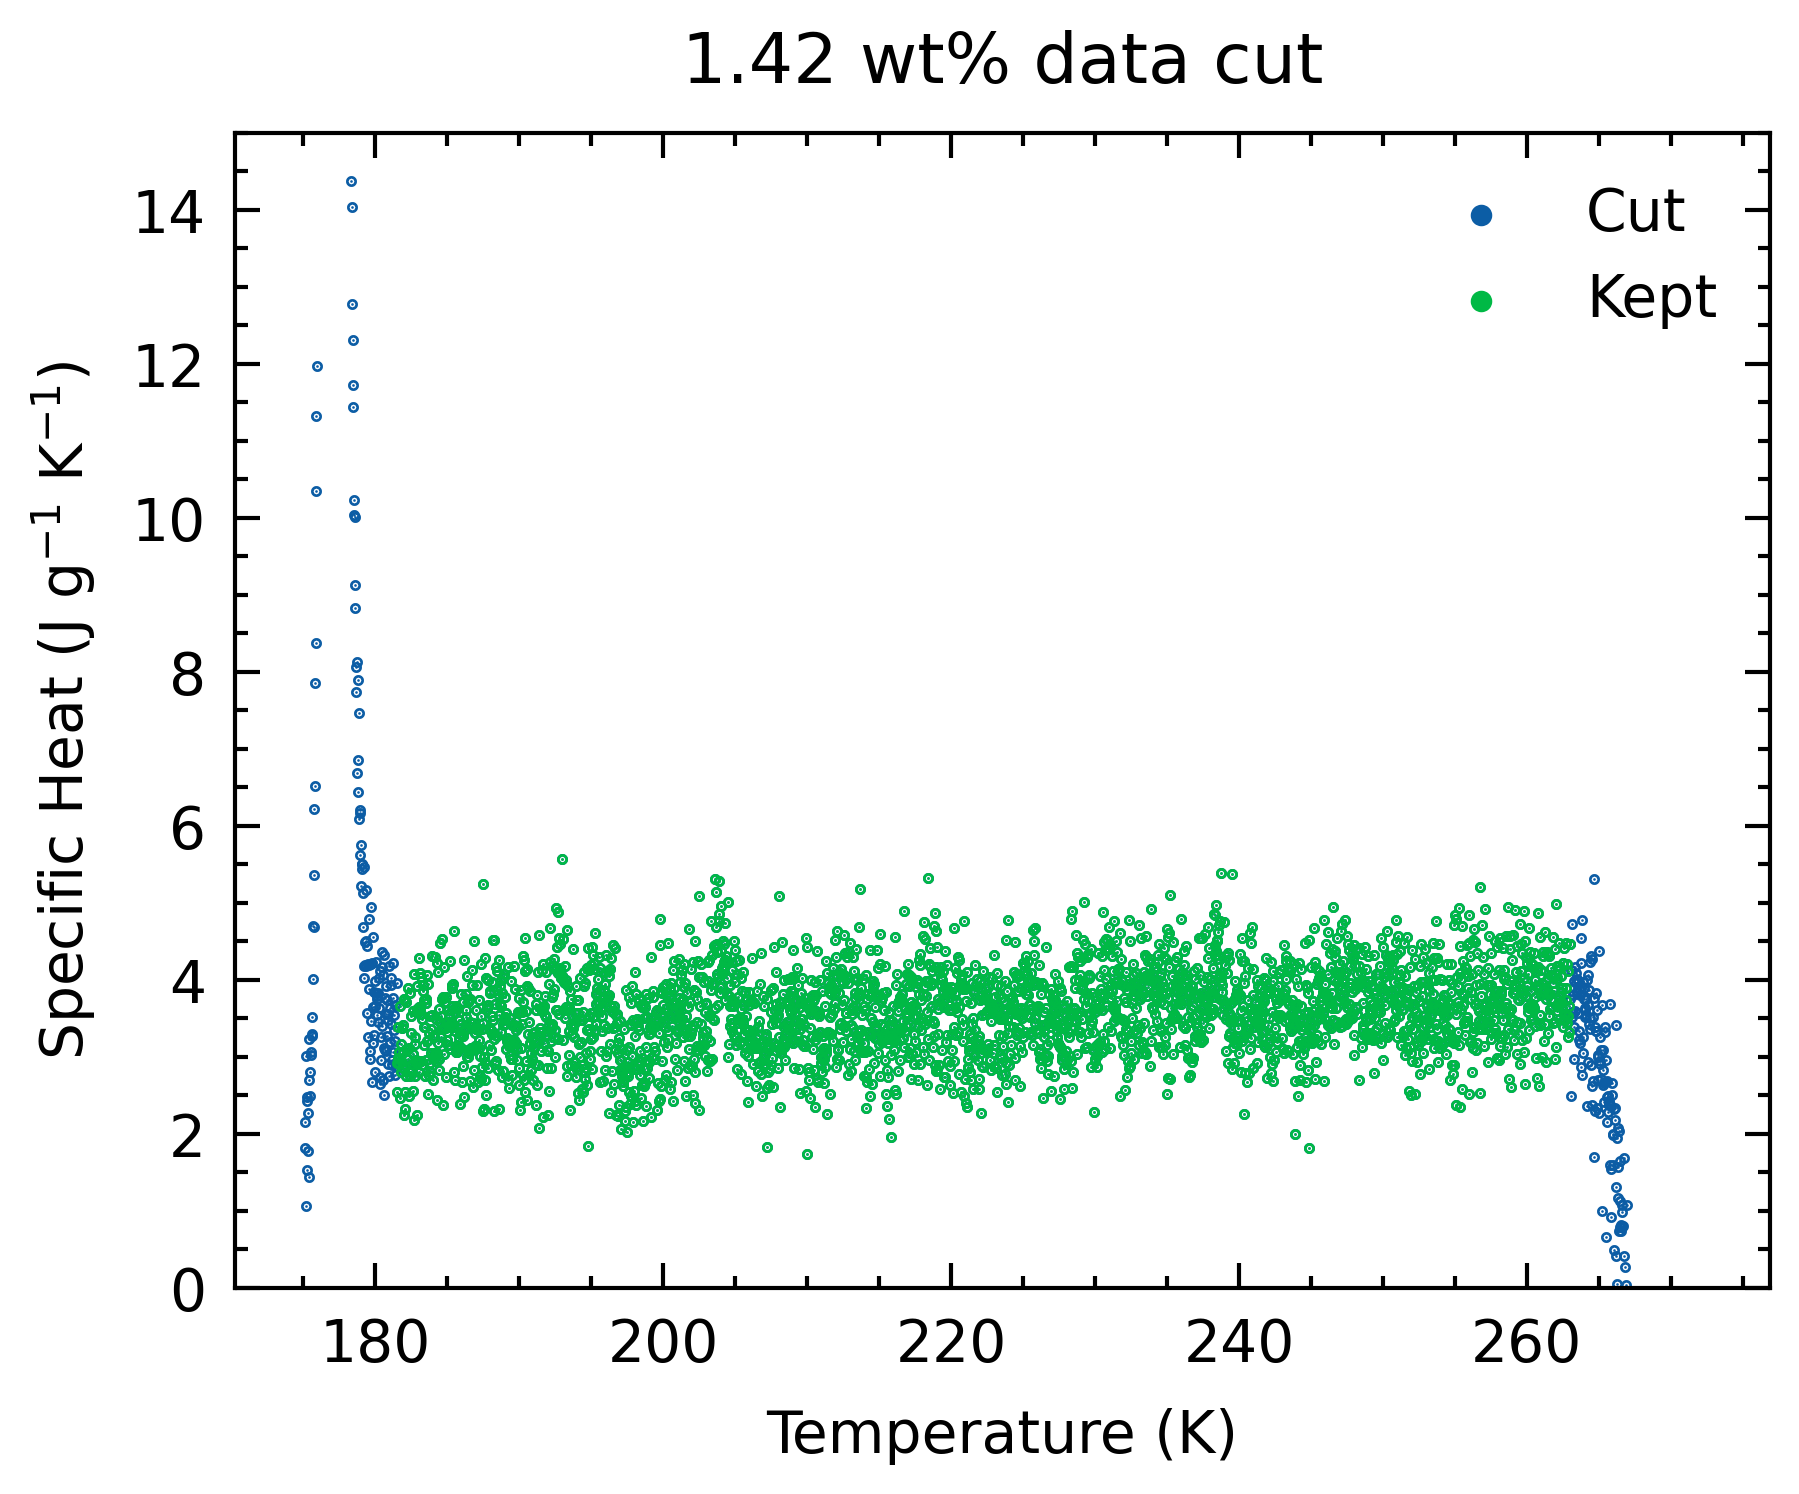 1.42 wt% data cut
Cut
Kept
14
12
10
8
6
4
2
0
Specific Heat (J g⁻¹ K⁻¹)
180 200 220 240 260
Temperature (K)